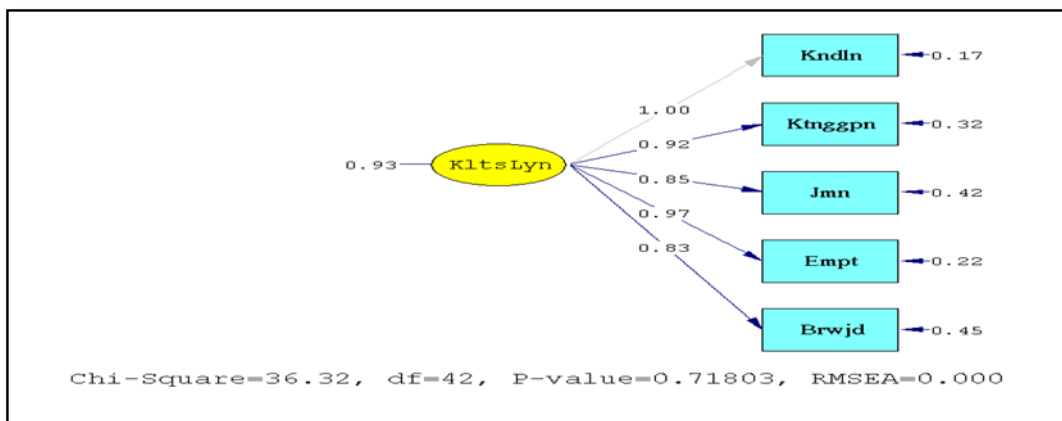 Kndln
0.17
1.00
Ktnggpn
0.32
0.92
0.93
KltsLyn
0.85
Jmn
0.42
0.97
Empt
0.22
0.83
Brwjd
0.45
Chi-Square=36.32, df=42, P-value=0.71803, RMSEA=0.000